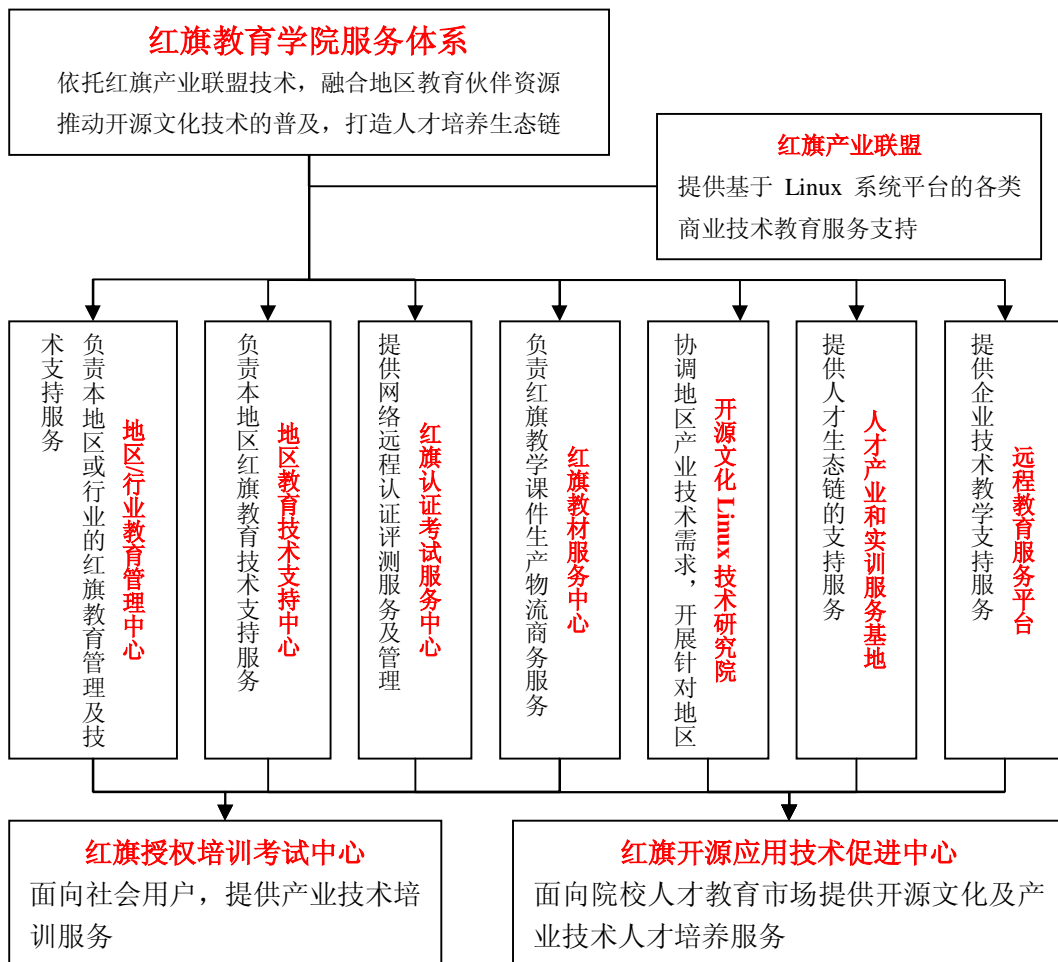 红旗教育学院服务体系
依托红旗产业联盟技术，融合地区教育伙伴资源
推动开源文化技术的普及，打造人才培养生态链
红旗产业联盟
提供基于 Linux 系统平台的各类
商业技术教育服务支持
地区/行业教育管理中心
负责本地区或行业的红旗教育管理及技
术支持服务
地区教育技术支持中心
负责本地区红旗教育技术支持服务
红旗认证考试服务中心
提供网络远程认证评测服务及管理
红旗教材服务中心
负责红旗教学课件生产物流商务服务
开源文化 Linux 技术研究院
协调地区产业技术需求，开展针对地区
人才产业和实训服务基地
提供人才生态链的支持服务
远程教育服务平台
提供企业技术教学支持服务
红旗授权培训考试中心
面向社会用户，提供产业技术培
训服务
红旗开源应用技术促进中心
面向院校人才教育市场提供开源文化及产
业技术人才培养服务